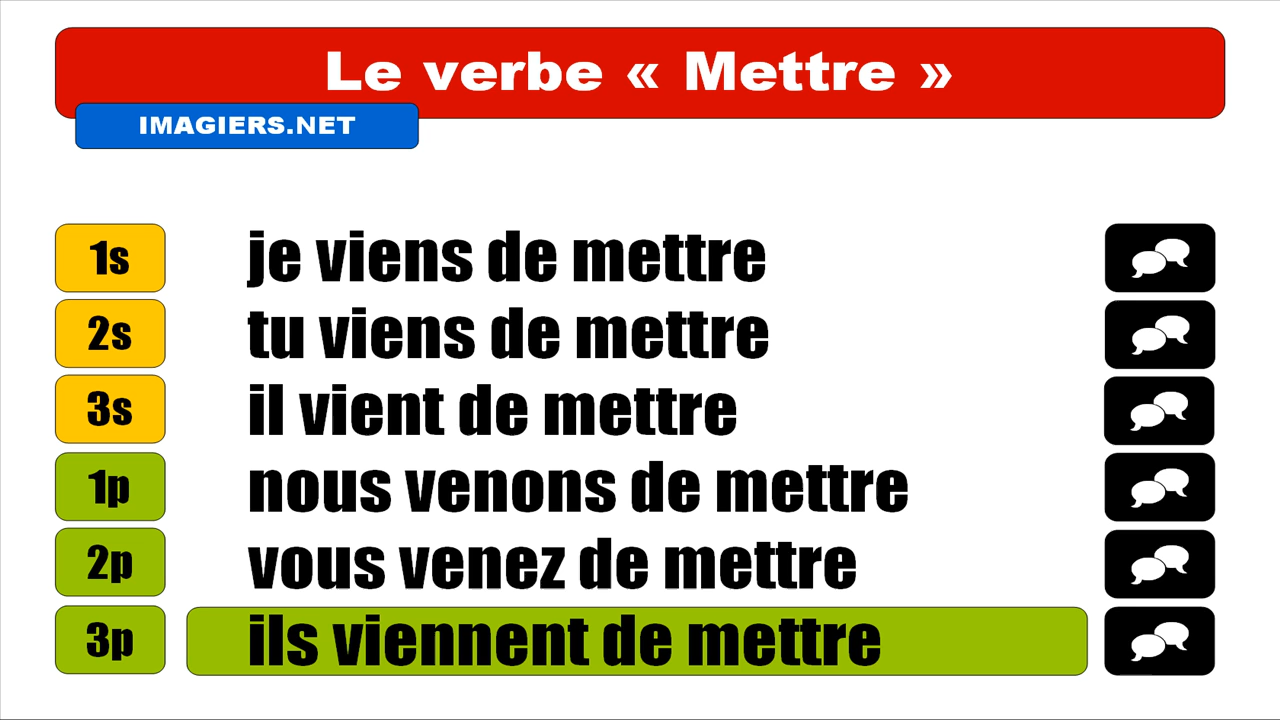 Le verbe « Mettre »
IMAGIERS.NET
1s je viens de mettre
2s tu viens de mettre
3s il vient de mettre
1p nous venons de mettre
2p vous venez de mettre
3p ils viennent de mettre